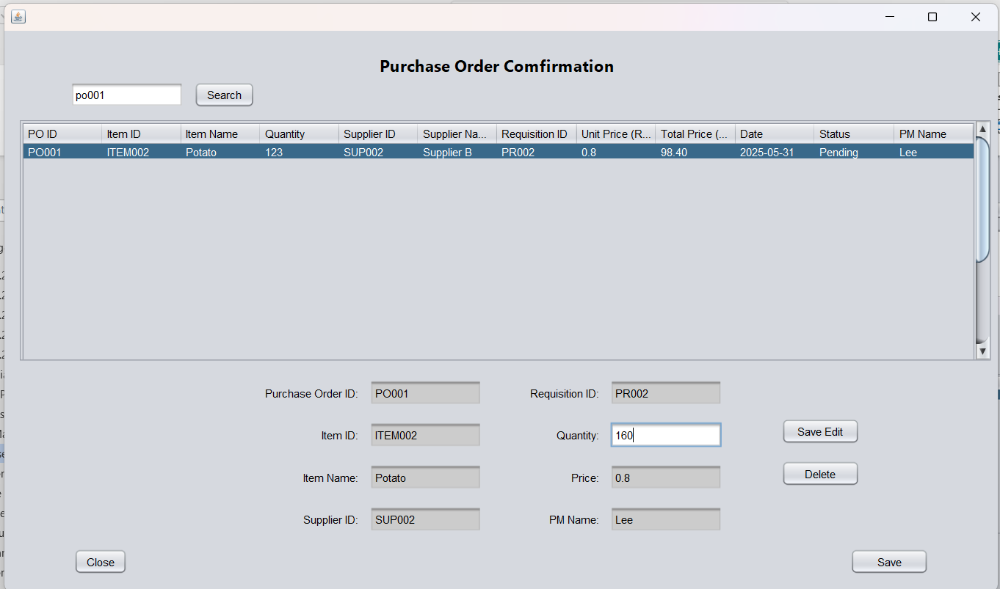 Purchase Order Comfirmation
po001 Search
PO ID Item ID Item Name Quantity Supplier ID Supplier Na... Requisition ID Unit Price (R... Total Price (... Date Status PM Name
PO001 ITEM002 Potato 123 SUP002 Supplier B PR002 0.8 98.40 2025-05-31 Pending Lee
Purchase Order ID: PO001 Requisition ID: PR002
Item ID: ITEM002 Quantity: 160 Save Edit
Item Name: Potato Price: 0.8 Delete
Supplier ID: SUP002 PM Name: Lee
Close Save